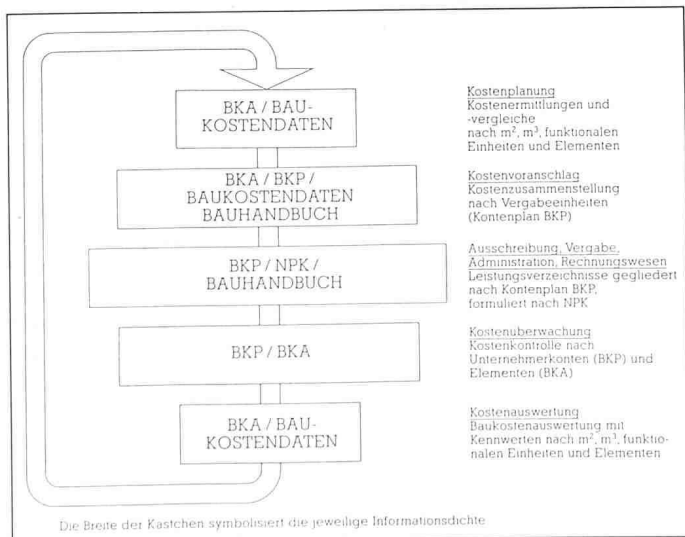 BKA / BAU-
KOSTENDATEN
Kostenplanung
Kostenermittlungen und
-vergleiche
nach m², m³, funktionalen
Einheiten und Elementen
BKA / BKP /
BAUKOSTENDATEN
BAUHANDBUCH
Kostenvoranschlag
Kostenzusammenstellung
nach Vergabeeinheiten
(Kontenplan BKP)
BKP / NPK /
BAUHANDBUCH
Ausschreibung, Vergabe,
Administration, Rechnungswesen
Leistungsverzeichnisse gegliedert
nach Kontenplan BKP,
formuliert nach NPK
BKP / BKA
Kostenüberwachung
Kostenkontrolle nach
Unternehmerkonten (BKP) und
Elementen (BKA)
BKA / BAU-
KOSTENDATEN
Kostenauswertung
Baukostenauswertung mit
Kennwerten nach m², m³, funktio-
nalen Einheiten und Elementen
Die Breite der Kästchen symbolisiert die jeweilige Informationsdichte